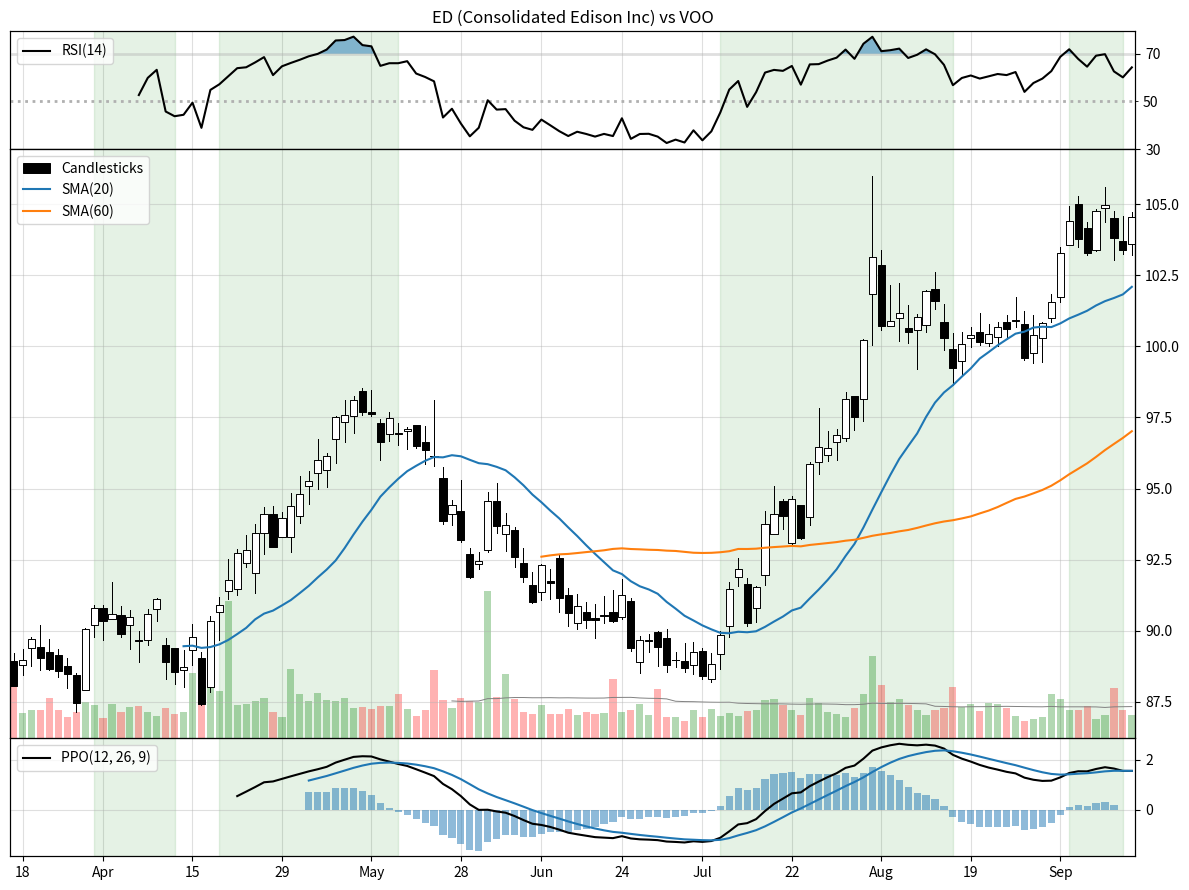 ED (Consolidated Edison Inc) vs VOO
RSI(14)
70
50
30
Candlesticks
SMA(20)
SMA(60)
105.0
102.5
100.0
97.5
95.0
92.5
90.0
87.5
PPO(12, 26, 9)
2
0
18 Apr 15 29 May 28 Jun 24 Jul 22 Aug 19 Sep